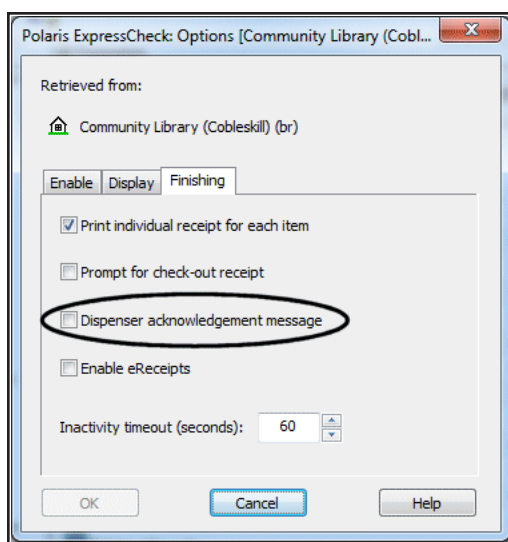 Polaris ExpressCheck: Options [Community Library (Cobl...
Retrieved from:
Community Library (Cobleskill) (br)
Enable Display Finishing
Print individual receipt for each item
Prompt for check-out receipt
Dispenser acknowledgement message
Enable eReceipts
Inactivity timeout (seconds): 60
OK Cancel Help